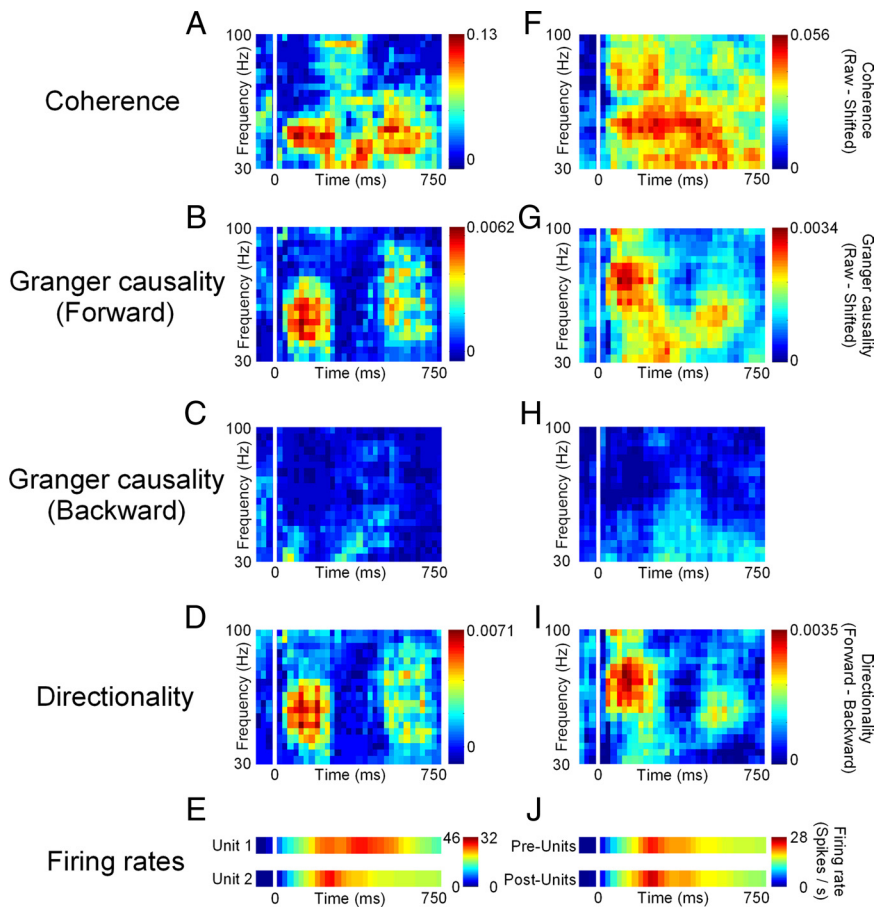 A
F
Coherence
100
Frequency (Hz)
30
0
Time (ms)
750
0.13
0
100
Frequency (Hz)
30
0
Time (ms)
750
0.056
0
Coherence
(Raw - Shifted)
B
G
Granger causality
(Forward)
100
Frequency (Hz)
30
0
Time (ms)
750
0.0062
0
100
Frequency (Hz)
30
0
Time (ms)
750
0.0034
0
Granger causality
(Raw - Shifted)
C
H
Granger causality
(Backward)
100
Frequency (Hz)
30
0
Time (ms)
750
100
Frequency (Hz)
30
0
Time (ms)
750
D
I
Directionality
100
Frequency (Hz)
30
0
Time (ms)
750
0.0071
0
100
Frequency (Hz)
30
0
Time (ms)
750
0.0035
0
Directionality
(Forward - Backward)
E
J
Firing rates
Unit 1
Unit 2
0
Time (ms)
750
46
0
32
0
Pre-Units
Post-Units
0
Time (ms)
750
28
0
Firing rate
(Spikes / s)